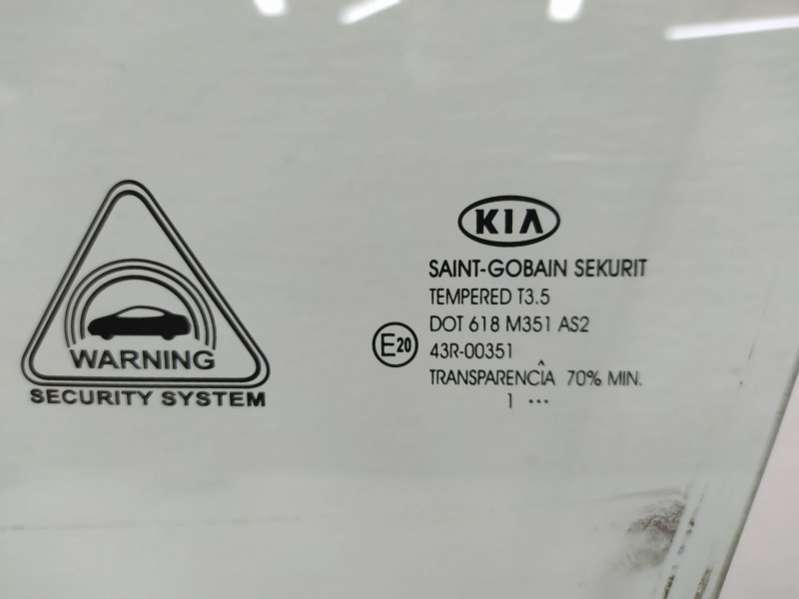 WARNING
SECURITY SYSTEM
KIA
SAINT-GOBAIN SEKURIT
TEMPERED T3.5
DOT 618 M351 AS2
E20
43R-00351
TRANSPARENCÎA 70% MIN.
1 ...